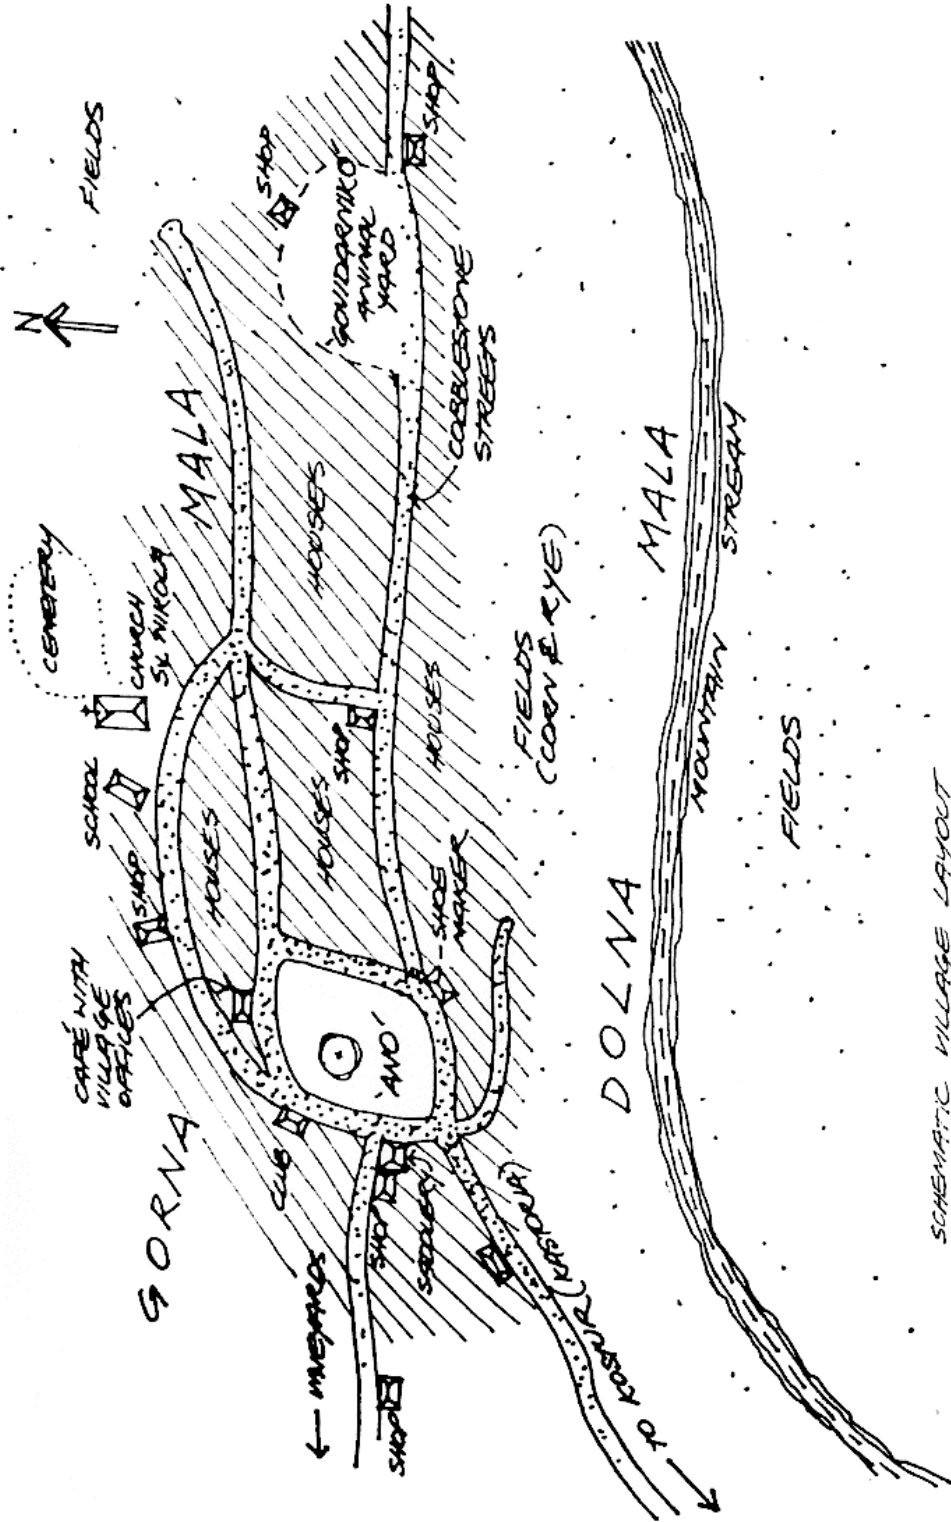 N
FIELDS
CEMETERY
CHURCH
SV. NIKOLA
SCHOOL
SHOP
MALA
CAFÉ WITH
VILLAGE
OFFICES
GORNA
CLUB
HOUSES
HOUSES
HOUSES
SHOP
"GOVIDARNIKO"
ANIMAL
YARD
SHOP
SHOP
COBBLESTONE
STREETS
HOUSES
'ANO'
SHOE
MAKER
← VINEYARDS
SHOP
SADDLERY
SHOP
TO KOSTUR (KASTORIA)
FIELDS
(CORN & RYE)
DOLNA MALA
MOUNTAIN STREAM
FIELDS
SCHEMATIC VILLAGE LAYOUT